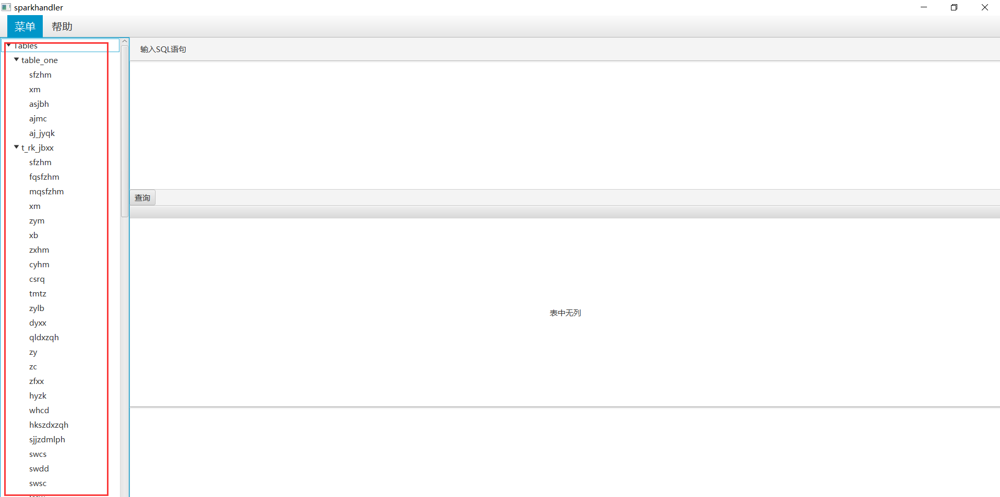 sparkhandler
菜单 帮助
Tables
table_one
sfzhm
xm
asjbh
ajmc
aj_jyqk
t_rk_jbxx
sfzhm
fqsfzhm
mqsfzhm
xm
zym
xb
zxhm
cyhm
csrq
tmtz
zylb
dyxx
qldxzqh
zy
zc
zfxx
hyzk
whcd
hkszdxzqh
sjjzdmlph
swcs
swdd
swsc
输入SQL语句
查询
表中无列